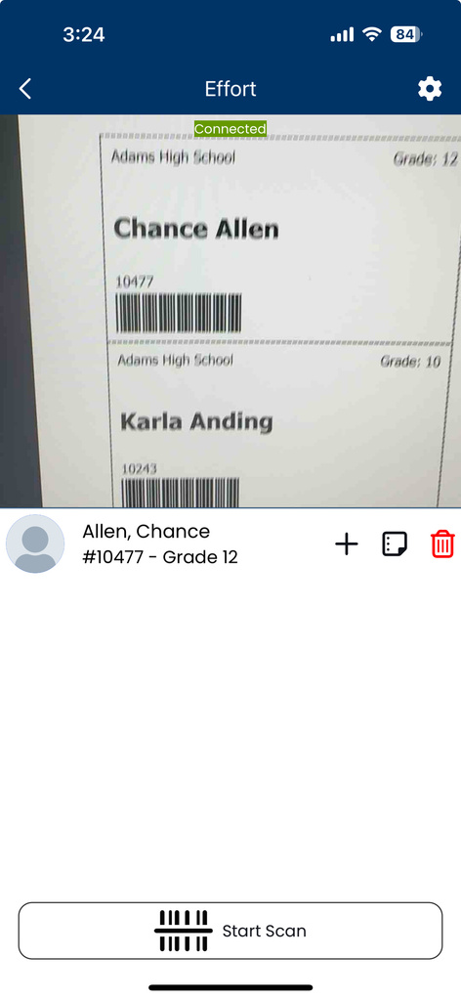 3:24
84
Effort
Connected
Adams High School
Grade: 12
Chance Allen
10477
Adams High School
Grade: 10
Karla Anding
10243
Allen, Chance
#10477 - Grade 12
Start Scan